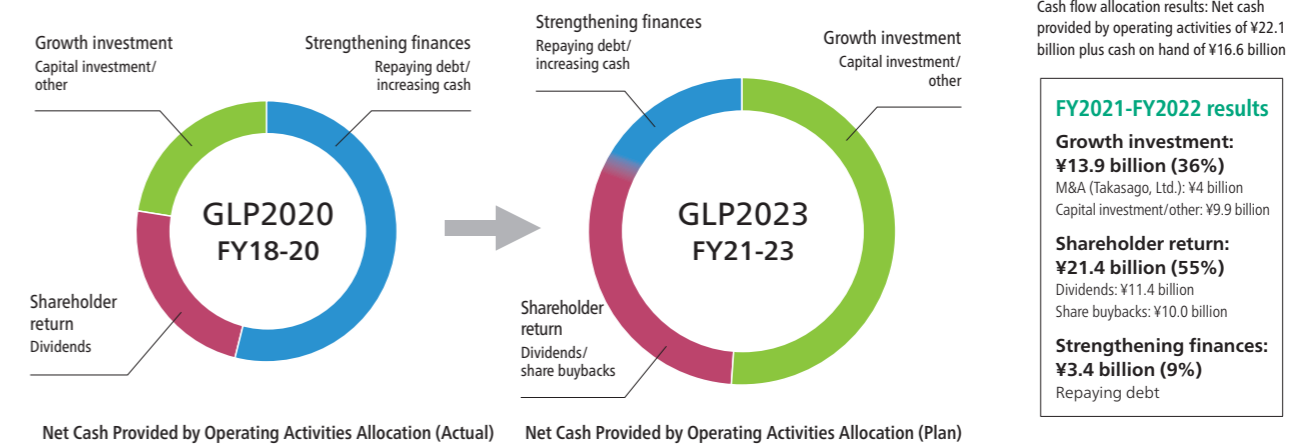 Growth investment
Capital investment/
other
Strengthening finances
Repaying debt/
increasing cash
GLP2020
FY18-20
Shareholder
return
Dividends
Net Cash Provided by Operating Activities Allocation (Actual)
Strengthening finances
Repaying debt/
increasing cash
Growth investment
Capital investment/
other
GLP2023
FY21-23
Shareholder
return
Dividends/
share buybacks
Net Cash Provided by Operating Activities Allocation (Plan)
Cash flow allocation results: Net cash
provided by operating activities of ¥22.1
billion plus cash on hand of ¥16.6 billion
FY2021-FY2022 results
Growth investment:
¥13.9 billion (36%)
M&A (Takasago, Ltd.): ¥4 billion
Capital investment/other: ¥9.9 billion
Shareholder return:
¥21.4 billion (55%)
Dividends: ¥11.4 billion
Share buybacks: ¥10.0 billion
Strengthening finances:
¥3.4 billion (9%)
Repaying debt